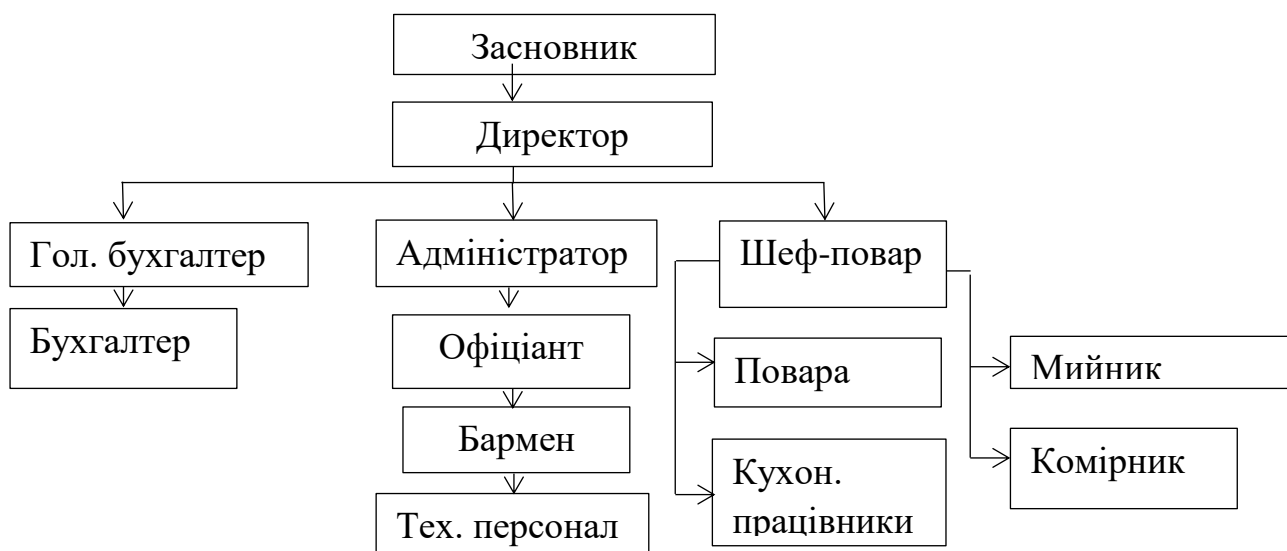 Засновник
Директор
Гол. бухгалтер
Адміністратор
Шеф-повар
Бухгалтер
Офіціант
Повара
Мийник
Бармен
Кухон.
працівники
Комірник
Тех. персонал